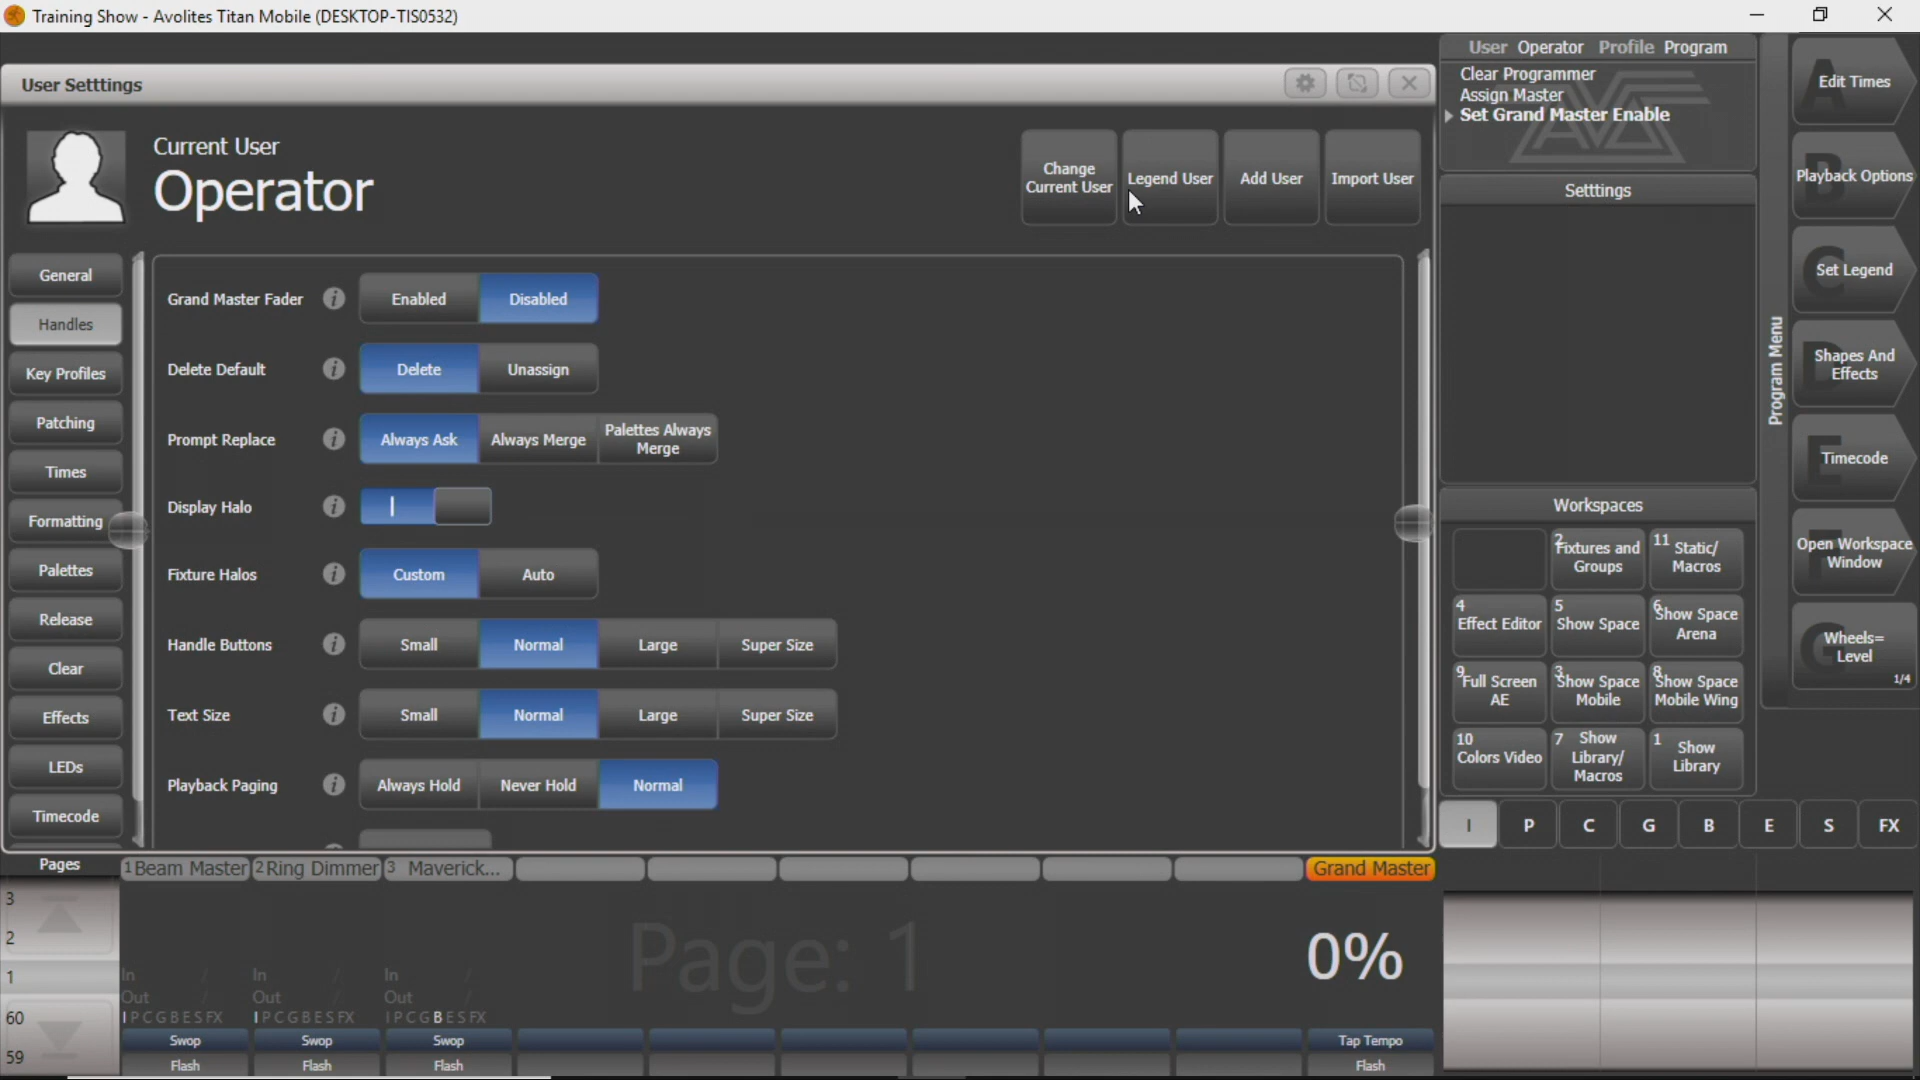 Training Show - Avolites Titan Mobile (DESKTOP-TIS0532)
User Setttings
Current User
Operator
Change
Current User
Legend User
Add User
Import User
General
Handles
Key Profiles
Patching
Times
Formatting
Palettes
Release
Clear
Effects
LEDs
Timecode
Grand Master Fader
i
Enabled
Disabled
Delete Default
i
Delete
Unassign
Prompt Replace
i
Always Ask
Always Merge
Palettes Always
Merge
Display Halo
i
Fixture Halos
i
Custom
Auto
Handle Buttons
i
Small
Normal
Large
Super Size
Text Size
i
Small
Normal
Large
Super Size
Playback Paging
i
Always Hold
Never Hold
Normal
User Operator Profile Program
Clear Programmer
Assign Master
Set Grand Master Enable
Setttings
Workspaces
2
Fixtures and
Groups
11 Static/
Macros
4
Effect Editor
5
Show Space
6
Show Space
Arena
9
Full Screen
AE
3
Show Space
Mobile
8
Show Space
Mobile Wing
10
Colors Video
7 Show
Library/
Macros
1 Show
Library
I P C G B E S FX
Program Menu
A
Edit Times
B
Playback Options
C
Set Legend
D
Shapes And
Effects
E
Timecode
F
Open Workspace
Window
G
Wheels=
Level
1/4
Pages
3
2
1
60
59
1 Beam Master
2 Ring Dimmer
3 Maverick...
Grand Master
Page: 1
0%
In /
Out /
I P C G B E S FX
Swop
Flash
In /
Out /
I P C G B E S FX
Swop
Flash
In /
Out /
I P C G B E S FX
Swop
Flash
Tap Tempo
Flash